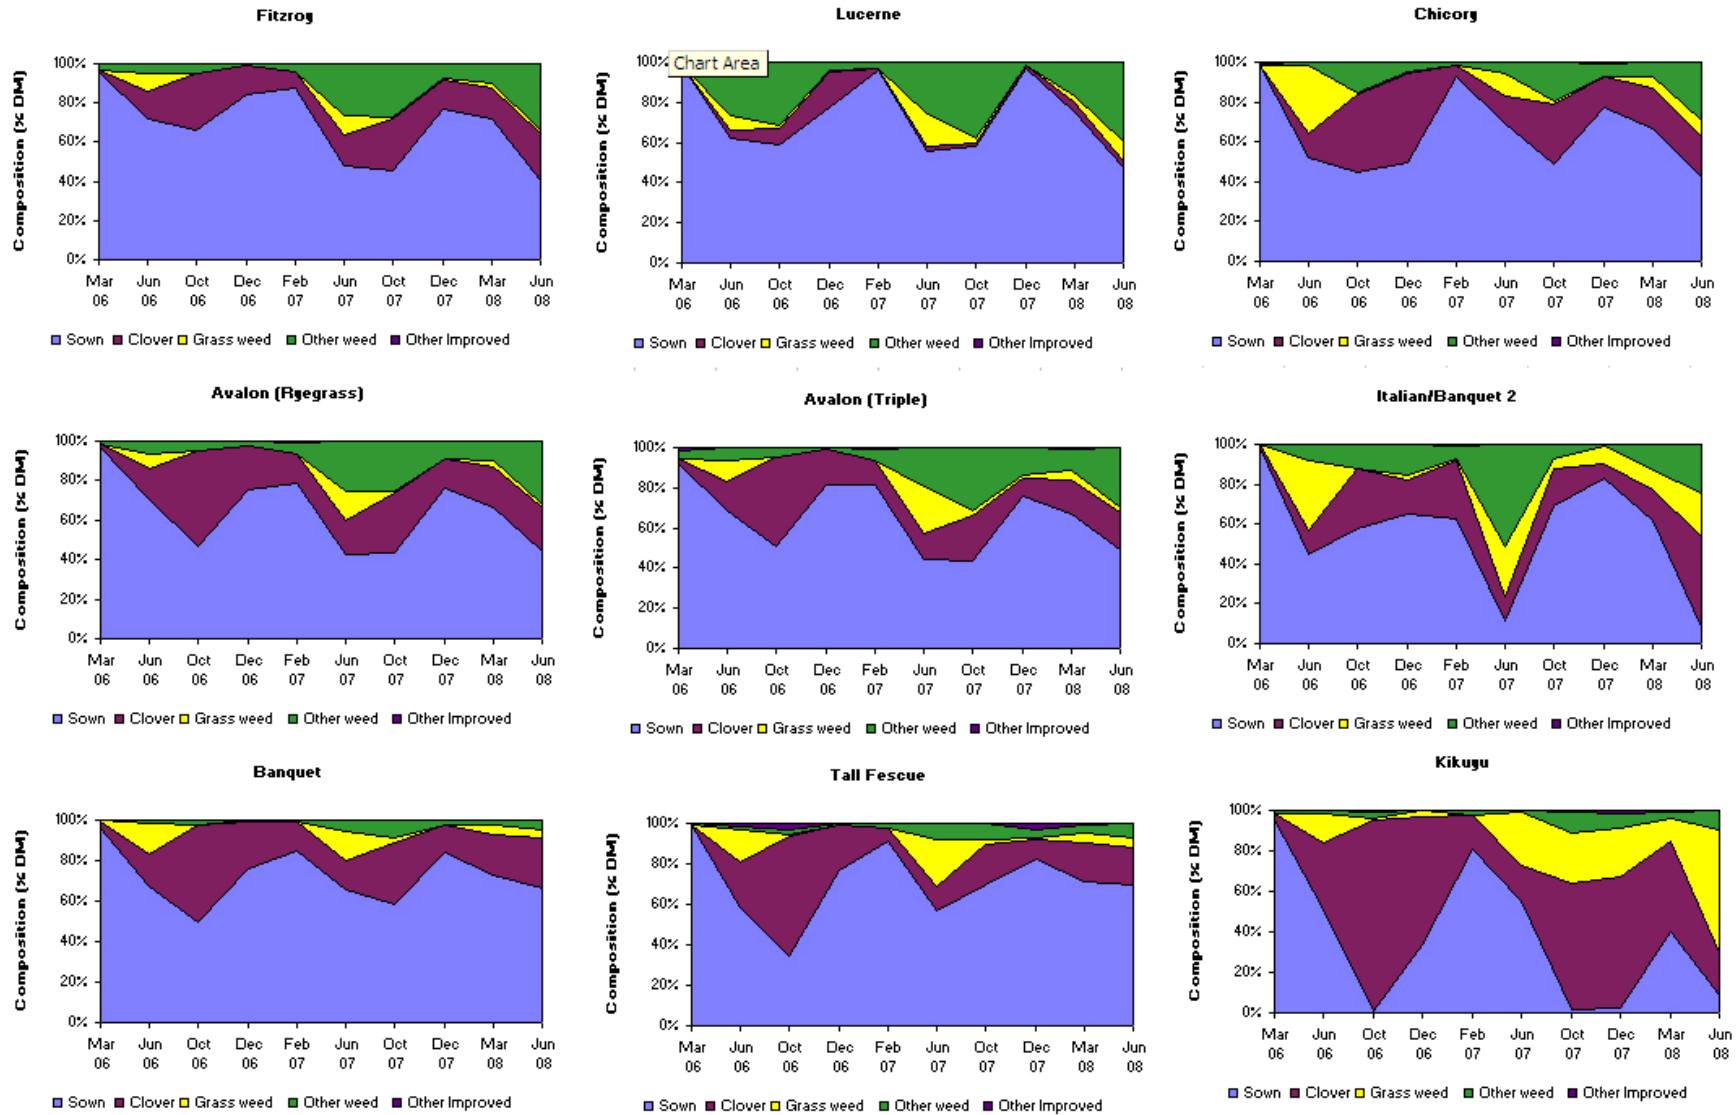 Fitzroy
Composition (% DM)
100%
80%
60%
40%
20%
0%
Mar Jun Oct Dec Feb Jun Oct Dec Mar Jun
06 06 06 06 07 07 07 07 08 08
Sown Clover Grass weed Other weed Other Improved
Lucerne
Chart Area
Composition (% DM)
100%
80%
60%
40%
20%
0%
Mar Jun Oct Dec Feb Jun Oct Dec Mar Jun
06 06 06 06 07 07 07 07 08 08
Sown Clover Grass weed Other weed Other Improved
Chicory
Composition (% DM)
100%
80%
60%
40%
20%
0%
Mar Jun Oct Dec Feb Jun Oct Dec Mar Jun
06 06 06 06 07 07 07 07 08 08
Sown Clover Grass weed Other weed Other Improved
Avalon (Ryegrass)
Composition (% DM)
100%
80%
60%
40%
20%
0%
Mar Jun Oct Dec Feb Jun Oct Dec Mar Jun
06 06 06 06 07 07 07 07 08 08
Sown Clover Grass weed Other weed Other Improved
Avalon (Triple)
Composition (% DM)
100%
80%
60%
40%
20%
0%
Mar Jun Oct Dec Feb Jun Oct Dec Mar Jun
06 06 06 06 07 07 07 07 08 08
Sown Clover Grass weed Other weed Other Improved
Italian/Banquet 2
Composition (% DM)
100%
80%
60%
40%
20%
0%
Mar Jun Oct Dec Feb Jun Oct Dec Mar Jun
06 06 06 06 07 07 07 07 08 08
Sown Clover Grass weed Other weed Other Improved
Banquet
Composition (% DM)
100%
80%
60%
40%
20%
0%
Mar Jun Oct Dec Feb Jun Oct Dec Mar Jun
06 06 06 06 07 07 07 07 08 08
Sown Clover Grass weed Other weed Other Improved
Tall Fescue
Composition (% DM)
100%
80%
60%
40%
20%
0%
Mar Jun Oct Dec Feb Jun Oct Dec Mar Jun
06 06 06 06 07 07 07 07 08 08
Sown Clover Grass weed Other weed Other Improved
Kikuyu
Composition (% DM)
100%
80%
60%
40%
20%
0%
Mar Jun Oct Dec Feb Jun Oct Dec Mar Jun
06 06 06 06 07 07 07 07 08 08
Sown Clover Grass weed Other weed Other Improved